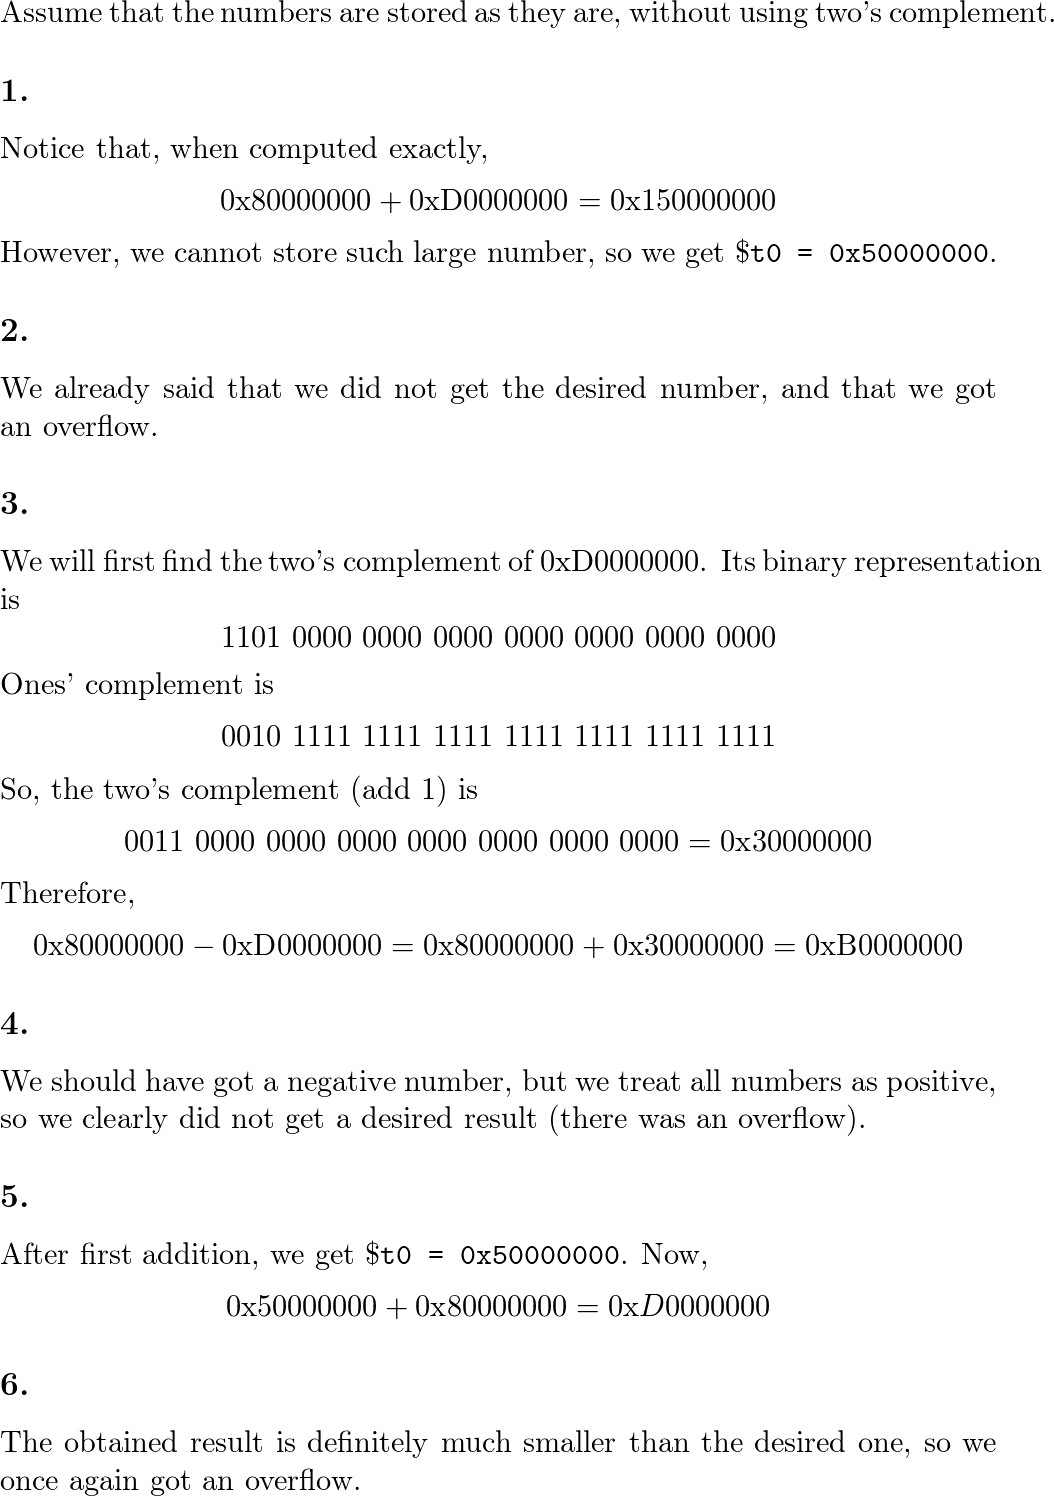 Assume that the numbers are stored as they are, without using two's complement.
1.
Notice that, when computed exactly,
0x80000000 + 0xD0000000 = 0x150000000
However, we cannot store such large number, so we get $t0 = 0x50000000.
2.
We already said that we did not get the desired number, and that we got
an overflow.
3.
We will first find the two's complement of 0xD0000000. Its binary representation
is
1101 0000 0000 0000 0000 0000 0000 0000
Ones' complement is
0010 1111 1111 1111 1111 1111 1111 1111
So, the two's complement (add 1) is
0011 0000 0000 0000 0000 0000 0000 0000 = 0x30000000
Therefore,
0x80000000 − 0xD0000000 = 0x80000000 + 0x30000000 = 0xB0000000
4.
We should have got a negative number, but we treat all numbers as positive,
so we clearly did not get a desired result (there was an overflow).
5.
After first addition, we get $t0 = 0x50000000. Now,
0x50000000 + 0x80000000 = 0xD0000000
6.
The obtained result is definitely much smaller than the desired one, so we
once again got an overflow.